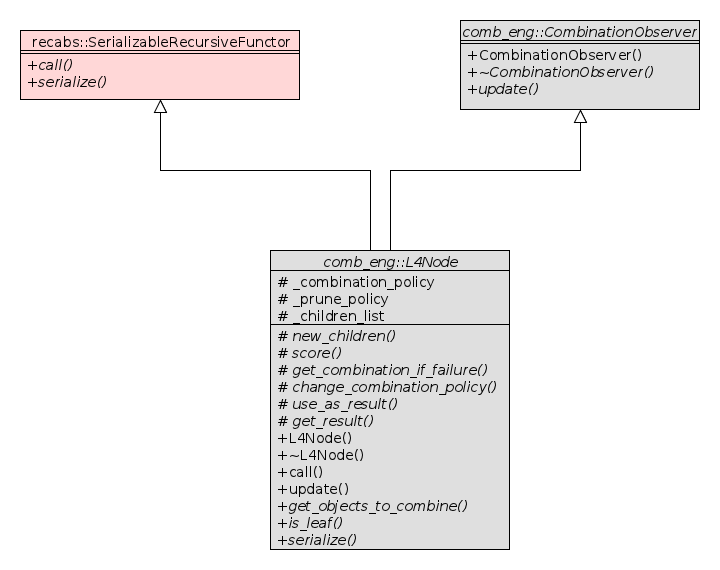 recabs::SerializableRecursiveFunctor
+call()
+serialize()
comb_eng::CombinationObserver
+CombinationObserver()
+~CombinationObserver()
+update()
comb_eng::L4Node
# _combination_policy
# _prune_policy
# _children_list
# new_children()
# score()
# get_combination_if_failure()
# change_combination_policy()
# use_as_result()
# get_result()
+L4Node()
+~L4Node()
+call()
+update()
+get_objects_to_combine()
+is_leaf()
+serialize()